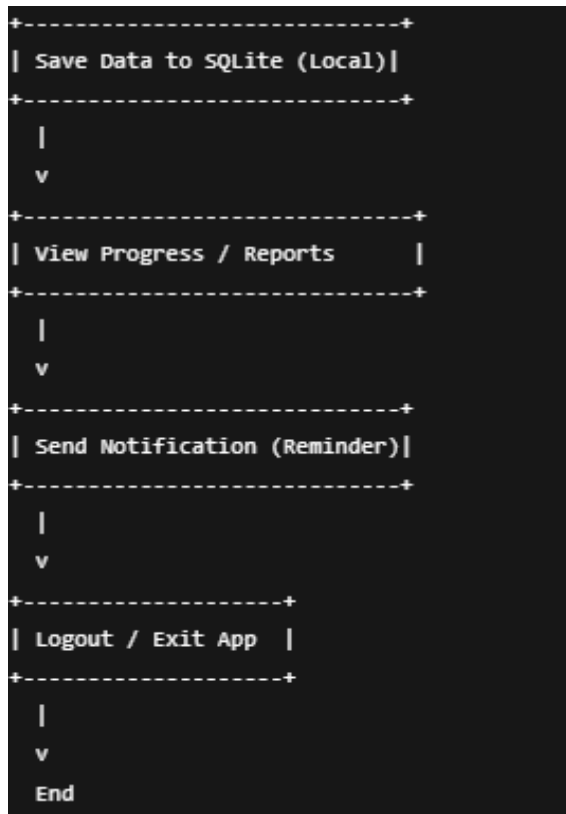 +-----------------------------+
| Save Data to SQLite (Local)|
+-----------------------------+
  |
  v
+------------------------------+
| View Progress / Reports      |
+------------------------------+
  |
  v
+-----------------------------+
| Send Notification (Reminder)|
+-----------------------------+
  |
  v
+--------------------+
| Logout / Exit App  |
+--------------------+
  |
  v
  End